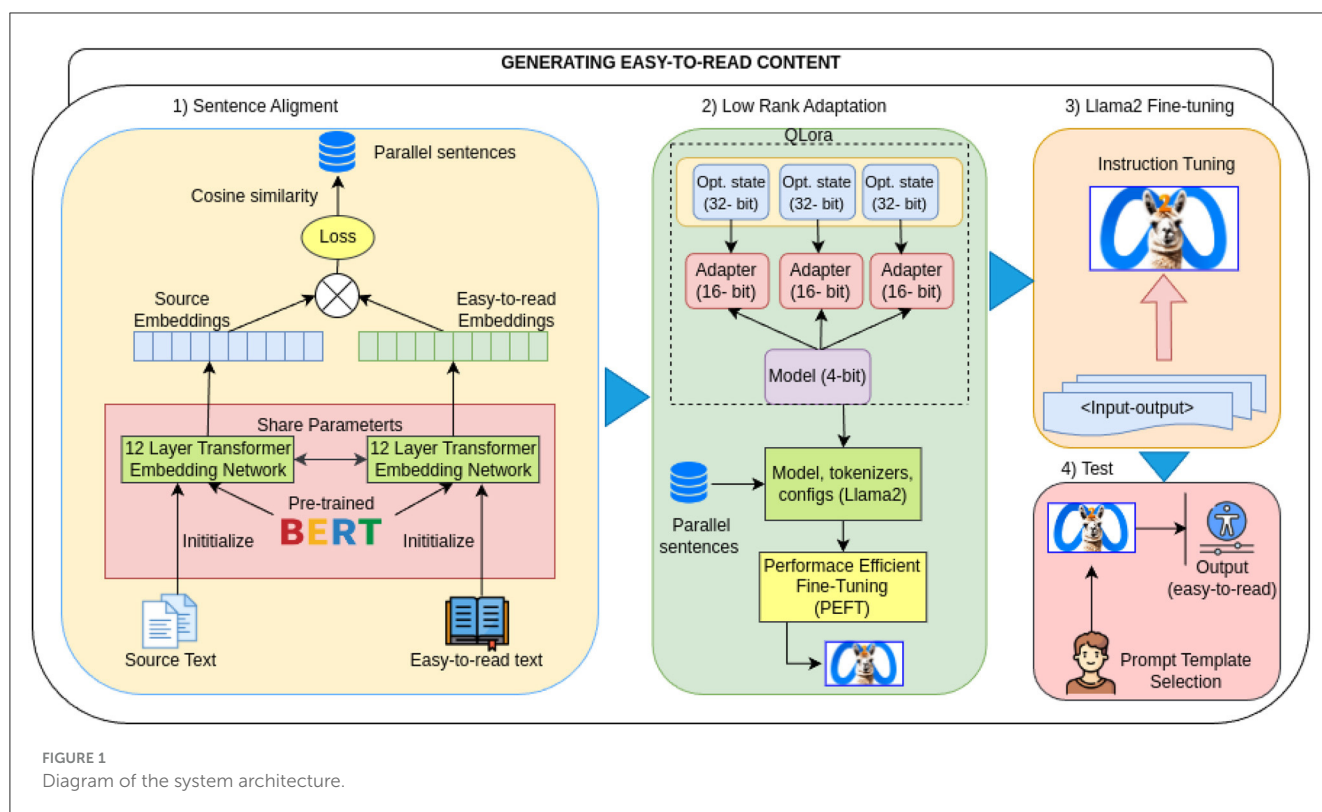 GENERATING EASY-TO-READ CONTENT
1) Sentence Aligment
Parallel sentences
Cosine similarity
Loss
Source
Embeddings
Easy-to-read
Embeddings
Share Parameterts
12 Layer Transformer
Embedding Network
12 Layer Transformer
Embedding Network
Pre-trained
BERT
Inititialize
Inititialize
Source Text
Easy-to-read text
2) Low Rank Adaptation
QLora
Opt. state
(32- bit)
Opt. state
(32- bit)
Opt. state
(32- bit)
Adapter
(16- bit)
Adapter
(16- bit)
Adapter
(16- bit)
Model (4-bit)
Model, tokenizers,
configs (Llama2)
Parallel
sentences
Performace Efficient
Fine-Tuning
(PEFT)
3) Llama2 Fine-tuning
Instruction Tuning
<Input-output>
4) Test
Output
(easy-to-read)
Prompt Template
Selection
FIGURE 1
Diagram of the system architecture.